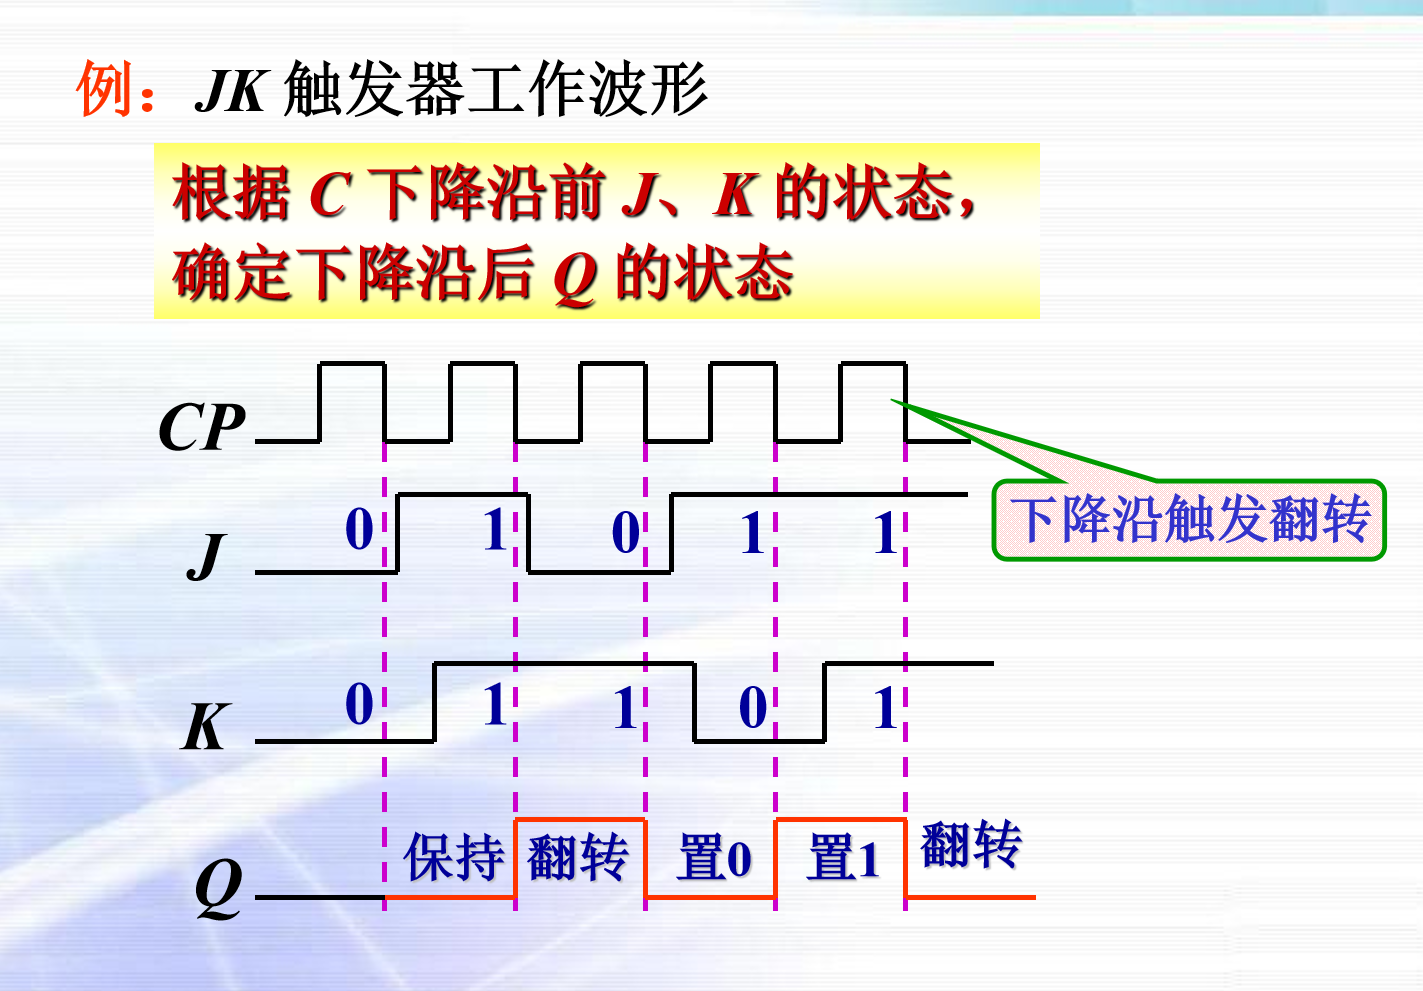 例：JK 触发器工作波形
根据 C 下降沿前 J、K 的状态，
确定下降沿后 Q 的状态
CP
下降沿触发翻转
J 0 1 0 1 1
K 0 1 1 0 1
Q 保持 翻转 置0 置1 翻转